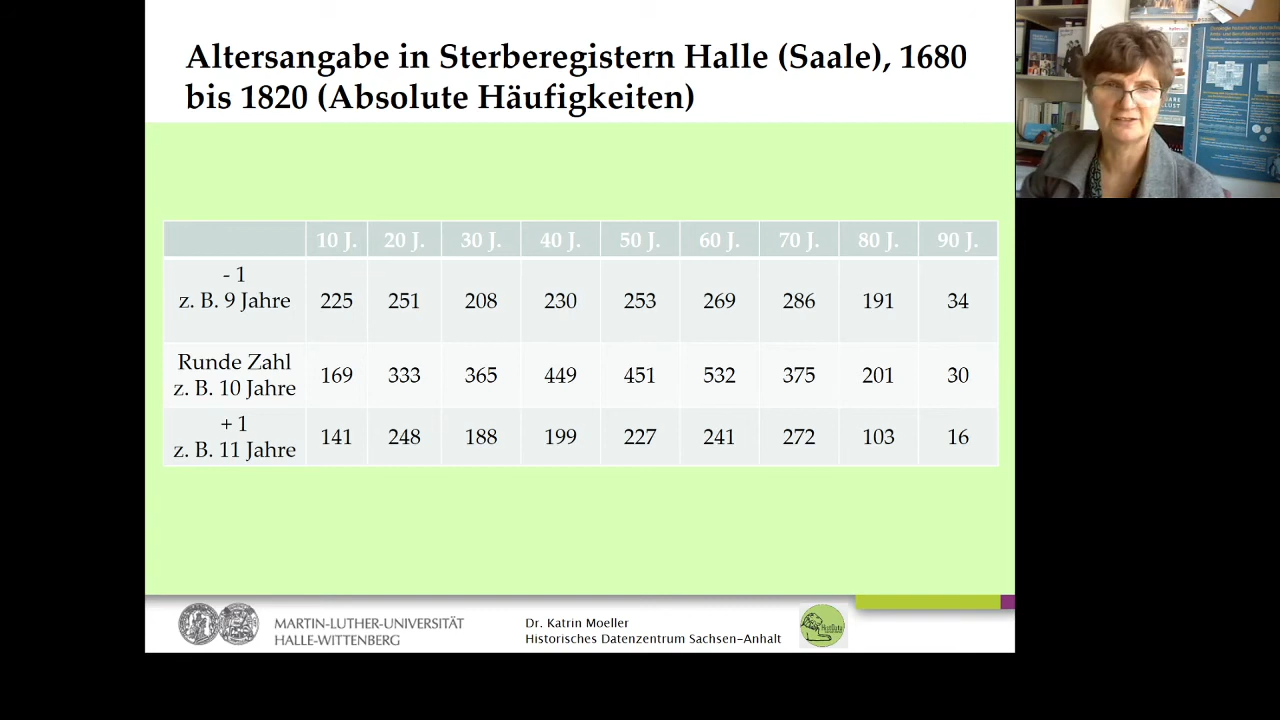 Altersangabe in Sterberegistern Halle (Saale), 1680
bis 1820 (Absolute Häufigkeiten)
10 J. 20 J. 30 J. 40 J. 50 J. 60 J. 70 J. 80 J. 90 J.
- 1
z. B. 9 Jahre 225 251 208 230 253 269 286 191 34
Runde Zahl
z. B. 10 Jahre 169 333 365 449 451 532 375 201 30
+ 1
z. B. 11 Jahre 141 248 188 199 227 241 272 103 16
MARTIN-LUTHER-UNIVERSITÄT
HALLE-WITTENBERG
Dr. Katrin Moeller
Historisches Datenzentrum Sachsen-Anhalt